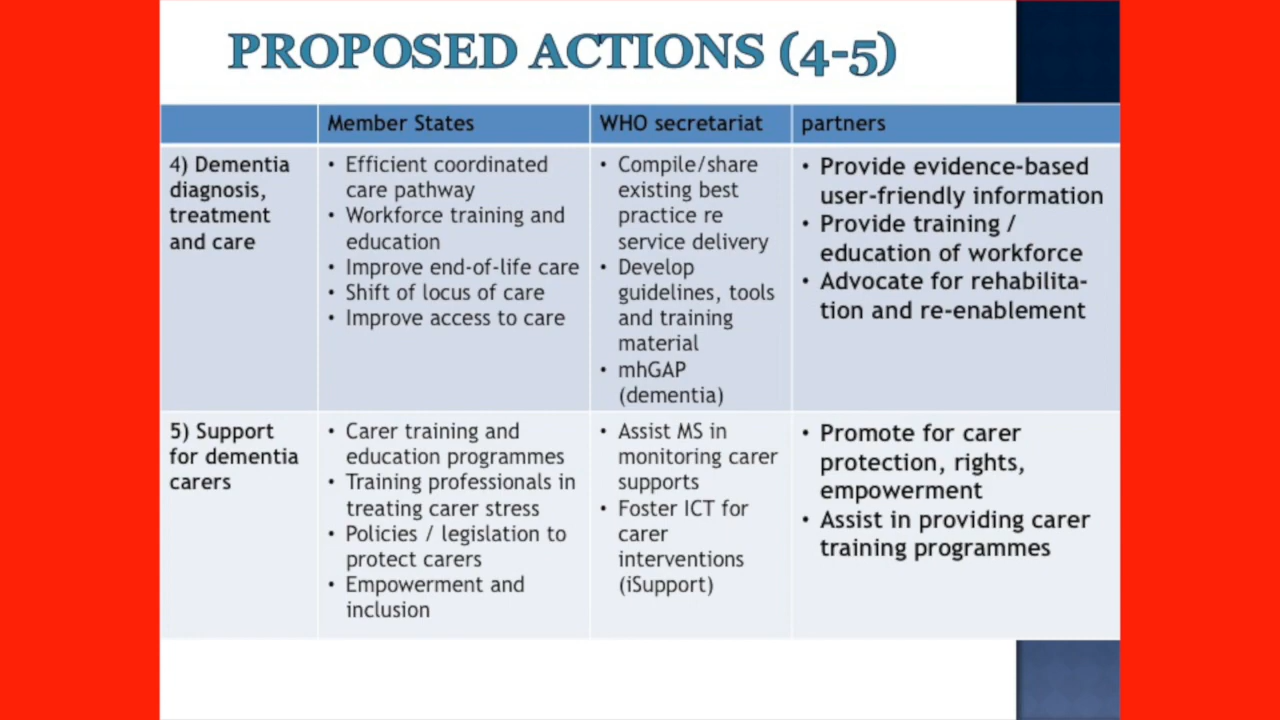 PROPOSED ACTIONS (4-5)
Member States
WHO secretariat
partners
4) Dementia
diagnosis,
treatment
and care
• Efficient coordinated
care pathway
• Workforce training and
education
• Improve end-of-life care
• Shift of locus of care
• Improve access to care
• Compile/share
existing best
practice re
service delivery
• Develop
guidelines, tools
and training
material
• mhGAP
(dementia)
• Provide evidence-based
user-friendly information
• Provide training /
education of workforce
• Advocate for rehabilita-
tion and re-enablement
5) Support
for dementia
carers
• Carer training and
education programmes
• Training professionals in
treating carer stress
• Policies / legislation to
protect carers
• Empowerment and
inclusion
• Assist MS in
monitoring carer
supports
• Foster ICT for
carer
interventions
(iSupport)
• Promote for carer
protection, rights,
empowerment
• Assist in providing carer
training programmes